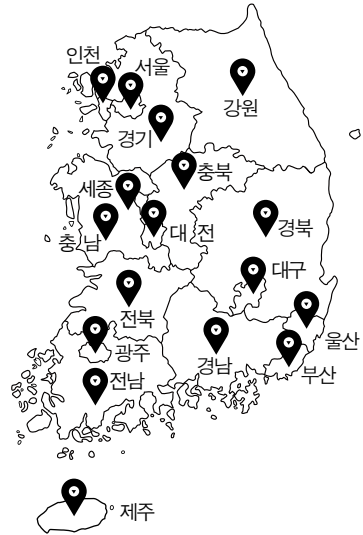 인천
서울
강원
경기
충북
세종
충 남
대 전
경북
대구
전북
울산
광주
경남
부산
전남
제주